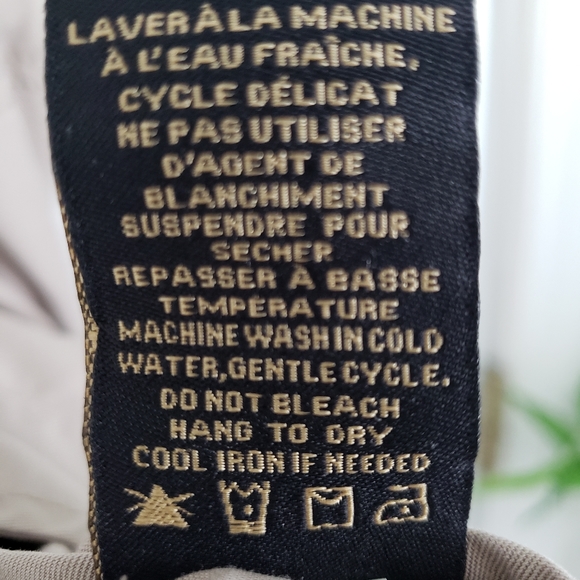 LAVER À LA MACHINE
À L'EAU FRAÎCHE,
CYCLE DÉLICAT
NE PAS UTILISER
D'AGENT DE
BLANCHIMENT
SUSPENDRE POUR
SECHER
REPASSER À BASSE
TEMPÉRATURE
MACHINE WASH IN COLD
WATER, GENTLE CYCLE.
DO NOT BLEACH
HANG TO DRY
COOL IRON IF NEEDED